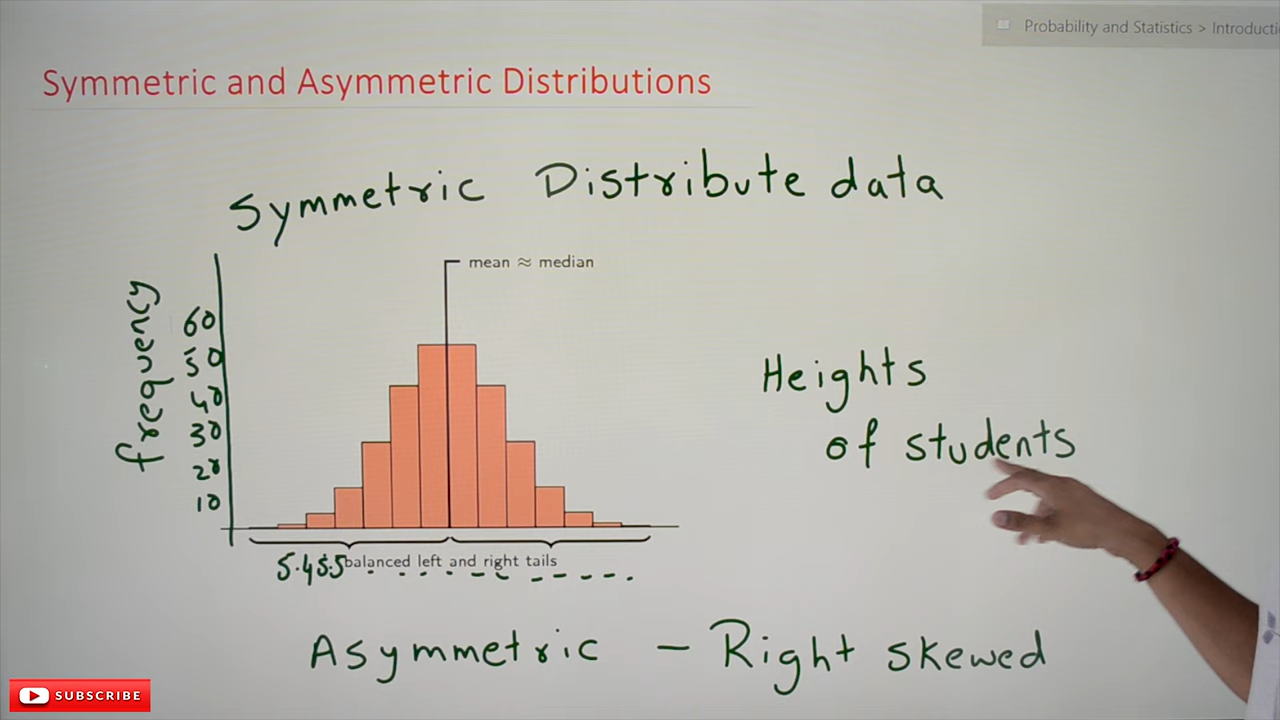 Probability and Statistics > Introducti
Symmetric and Asymmetric Distributions
Symmetric Distribute data
mean ≈ median
frequency
60
50
40
30
20
10
Heights
of students
5.4 5.5 balanced left and right tails
Asymmetric - Right skewed
SUBSCRIBE